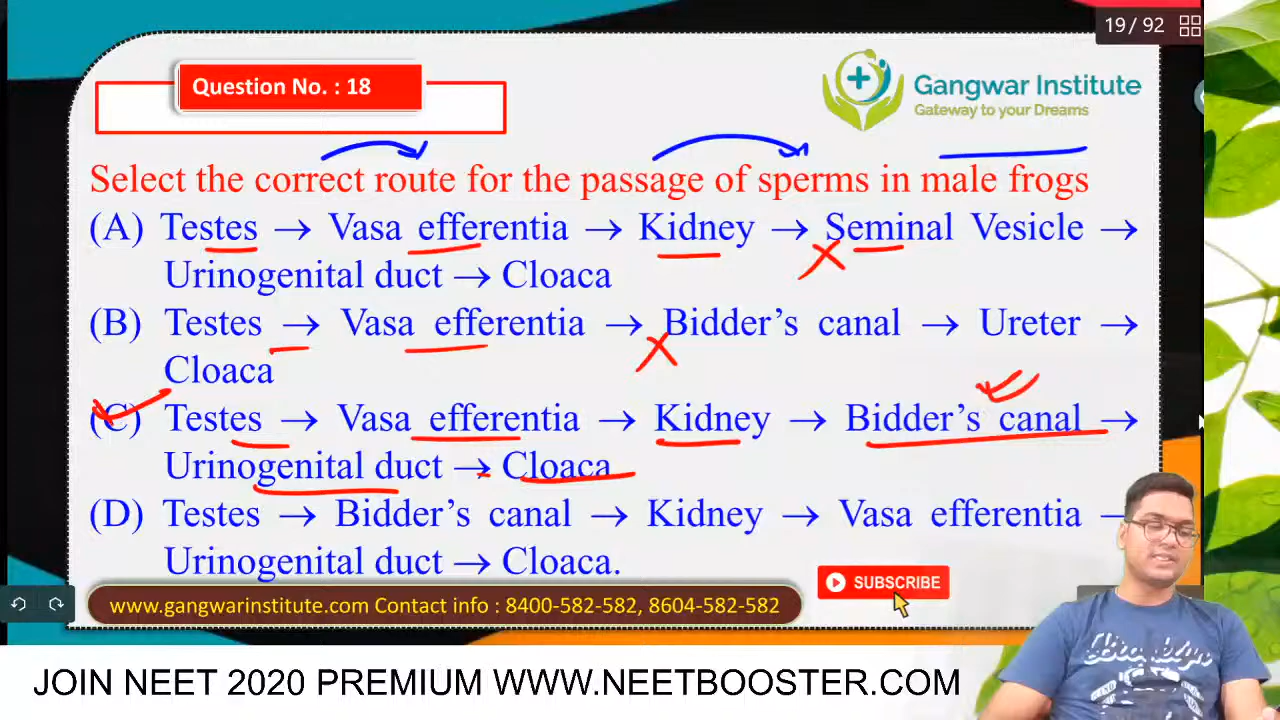 19 / 92
Question No. : 18
Gangwar Institute
Gateway to your Dreams
Select the correct route for the passage of sperms in male frogs
(A) Testes → Vasa efferentia → Kidney → Seminal Vesicle →
Urinogenital duct → Cloaca
(B) Testes → Vasa efferentia → Bidder’s canal → Ureter →
Cloaca
(C) Testes → Vasa efferentia → Kidney → Bidder’s canal →
Urinogenital duct → Cloaca
(D) Testes → Bidder’s canal → Kidney → Vasa efferentia →
Urinogenital duct → Cloaca.
SUBSCRIBE
www.gangwarinstitute.com Contact info : 8400-582-582, 8604-582-582
JOIN NEET 2020 PREMIUM WWW.NEETBOOSTER.COM